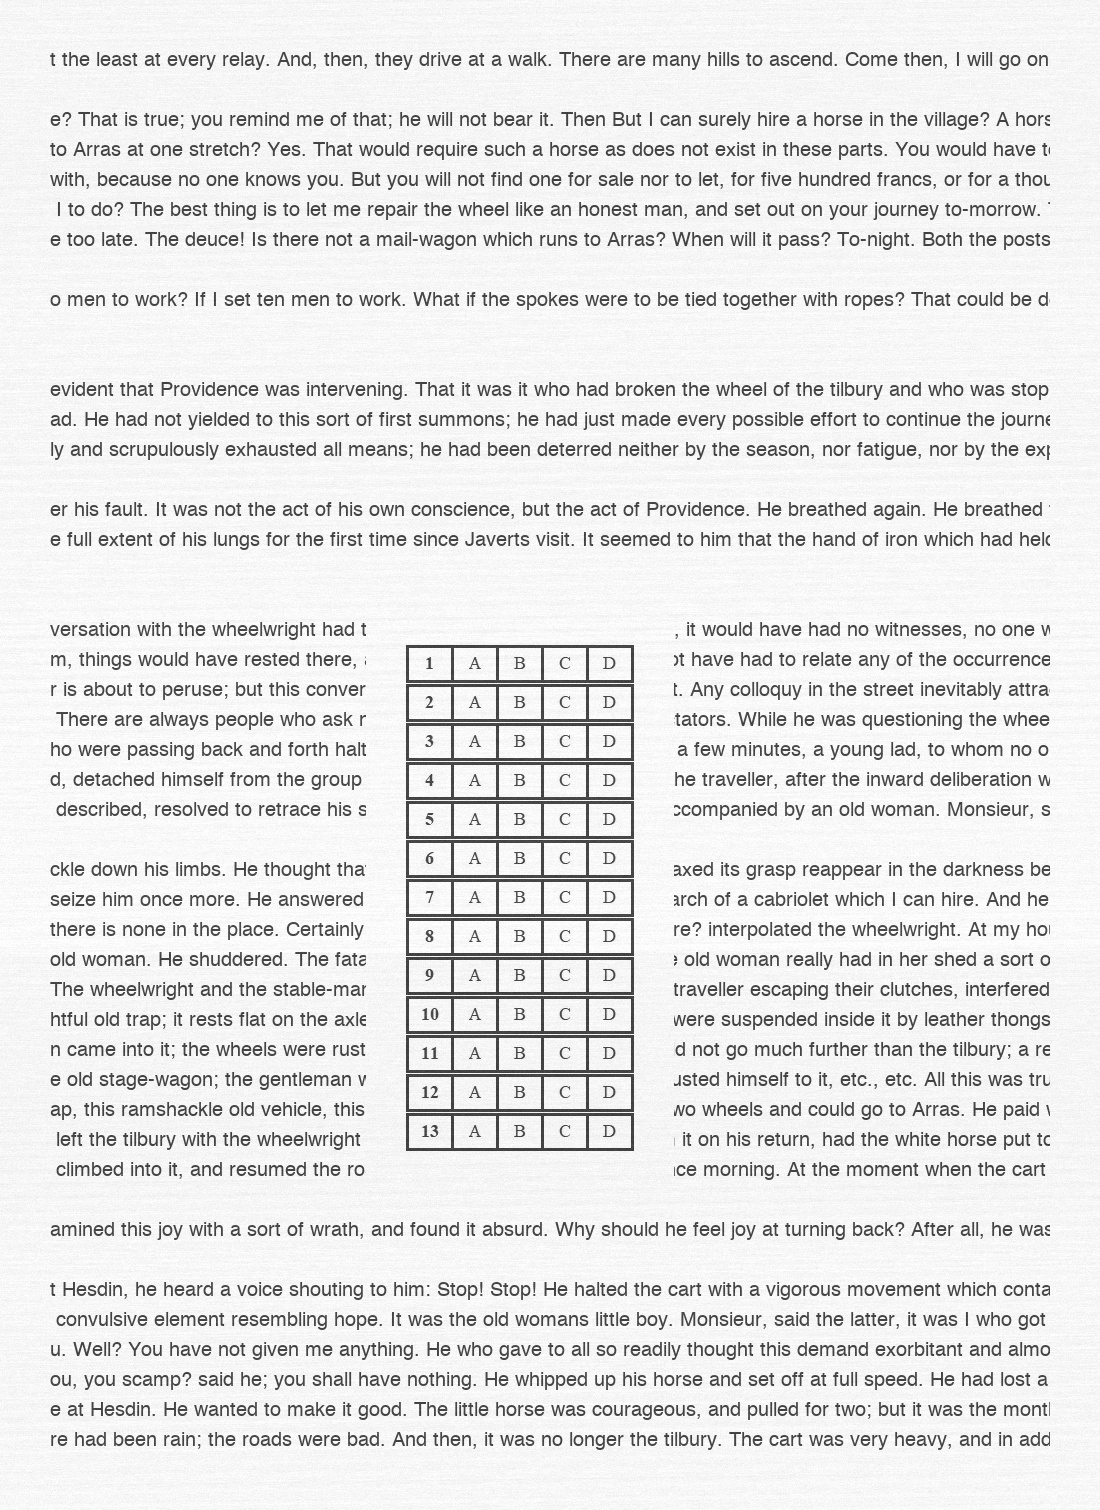 t the least at every relay. And, then, they drive at a walk. There are many hills to ascend. Come then, I will go on
e? That is true; you remind me of that; he will not bear it. Then But I can surely hire a horse in the village? A hors
to Arras at one stretch? Yes. That would require such a horse as does not exist in these parts. You would have t
with, because no one knows you. But you will not find one for sale nor to let, for five hundred francs, or for a thou
I to do? The best thing is to let me repair the wheel like an honest man, and set out on your journey to-morrow.
e too late. The deuce! Is there not a mail-wagon which runs to Arras? When will it pass? To-night. Both the posts
o men to work? If I set ten men to work. What if the spokes were to be tied together with ropes? That could be d
evident that Providence was intervening. That it was it who had broken the wheel of the tilbury and who was stop
ad. He had not yielded to this sort of first summons; he had just made every possible effort to continue the journe
ly and scrupulously exhausted all means; he had been deterred neither by the season, nor fatigue, nor by the exp
er his fault. It was not the act of his own conscience, but the act of Providence. He breathed again. He breathed
e full extent of his lungs for the first time since Javerts visit. It seemed to him that the hand of iron which had held
versation with the wheelwright had t
m, things would have rested there,
r is about to peruse; but this conver
There are always people who ask n
ho were passing back and forth halt
d, detached himself from the group
described, resolved to retrace his s
ckle down his limbs. He thought that
seize him once more. He answered
there is none in the place. Certainly
old woman. He shuddered. The fata
The wheelwright and the stable-man
htful old trap; it rests flat on the axle
n came into it; the wheels were rust
e old stage-wagon; the gentleman w
ap, this ramshackle old vehicle, this
left the tilbury with the wheelwright
climbed into it, and resumed the ro
1 A B C D
2 A B C D
3 A B C D
4 A B C D
5 A B C D
6 A B C D
7 A B C D
8 A B C D
9 A B C D
10 A B C D
11 A B C D
12 A B C D
13 A B C D
, it would have had no witnesses, no one w
ot have had to relate any of the occurrence
t. Any colloquy in the street inevitably attra
tators. While he was questioning the whee
a few minutes, a young lad, to whom no o
he traveller, after the inward deliberation w
ccompanied by an old woman. Monsieur, s
axed its grasp reappear in the darkness be
arch of a cabriolet which I can hire. And he
re? interpolated the wheelwright. At my hou
e old woman really had in her shed a sort o
traveller escaping their clutches, interfered
were suspended inside it by leather thongs
d not go much further than the tilbury; a re
usted himself to it, etc., etc. All this was tru
wo wheels and could go to Arras. He paid w
it on his return, had the white horse put to
nce morning. At the moment when the cart
amined this joy with a sort of wrath, and found it absurd. Why should he feel joy at turning back? After all, he was
t Hesdin, he heard a voice shouting to him: Stop! Stop! He halted the cart with a vigorous movement which conta
convulsive element resembling hope. It was the old womans little boy. Monsieur, said the latter, it was I who got
u. Well? You have not given me anything. He who gave to all so readily thought this demand exorbitant and almo
ou, you scamp? said he; you shall have nothing. He whipped up his horse and set off at full speed. He had lost a
e at Hesdin. He wanted to make it good. The little horse was courageous, and pulled for two; but it was the month
re had been rain; the roads were bad. And then, it was no longer the tilbury. The cart was very heavy, and in add